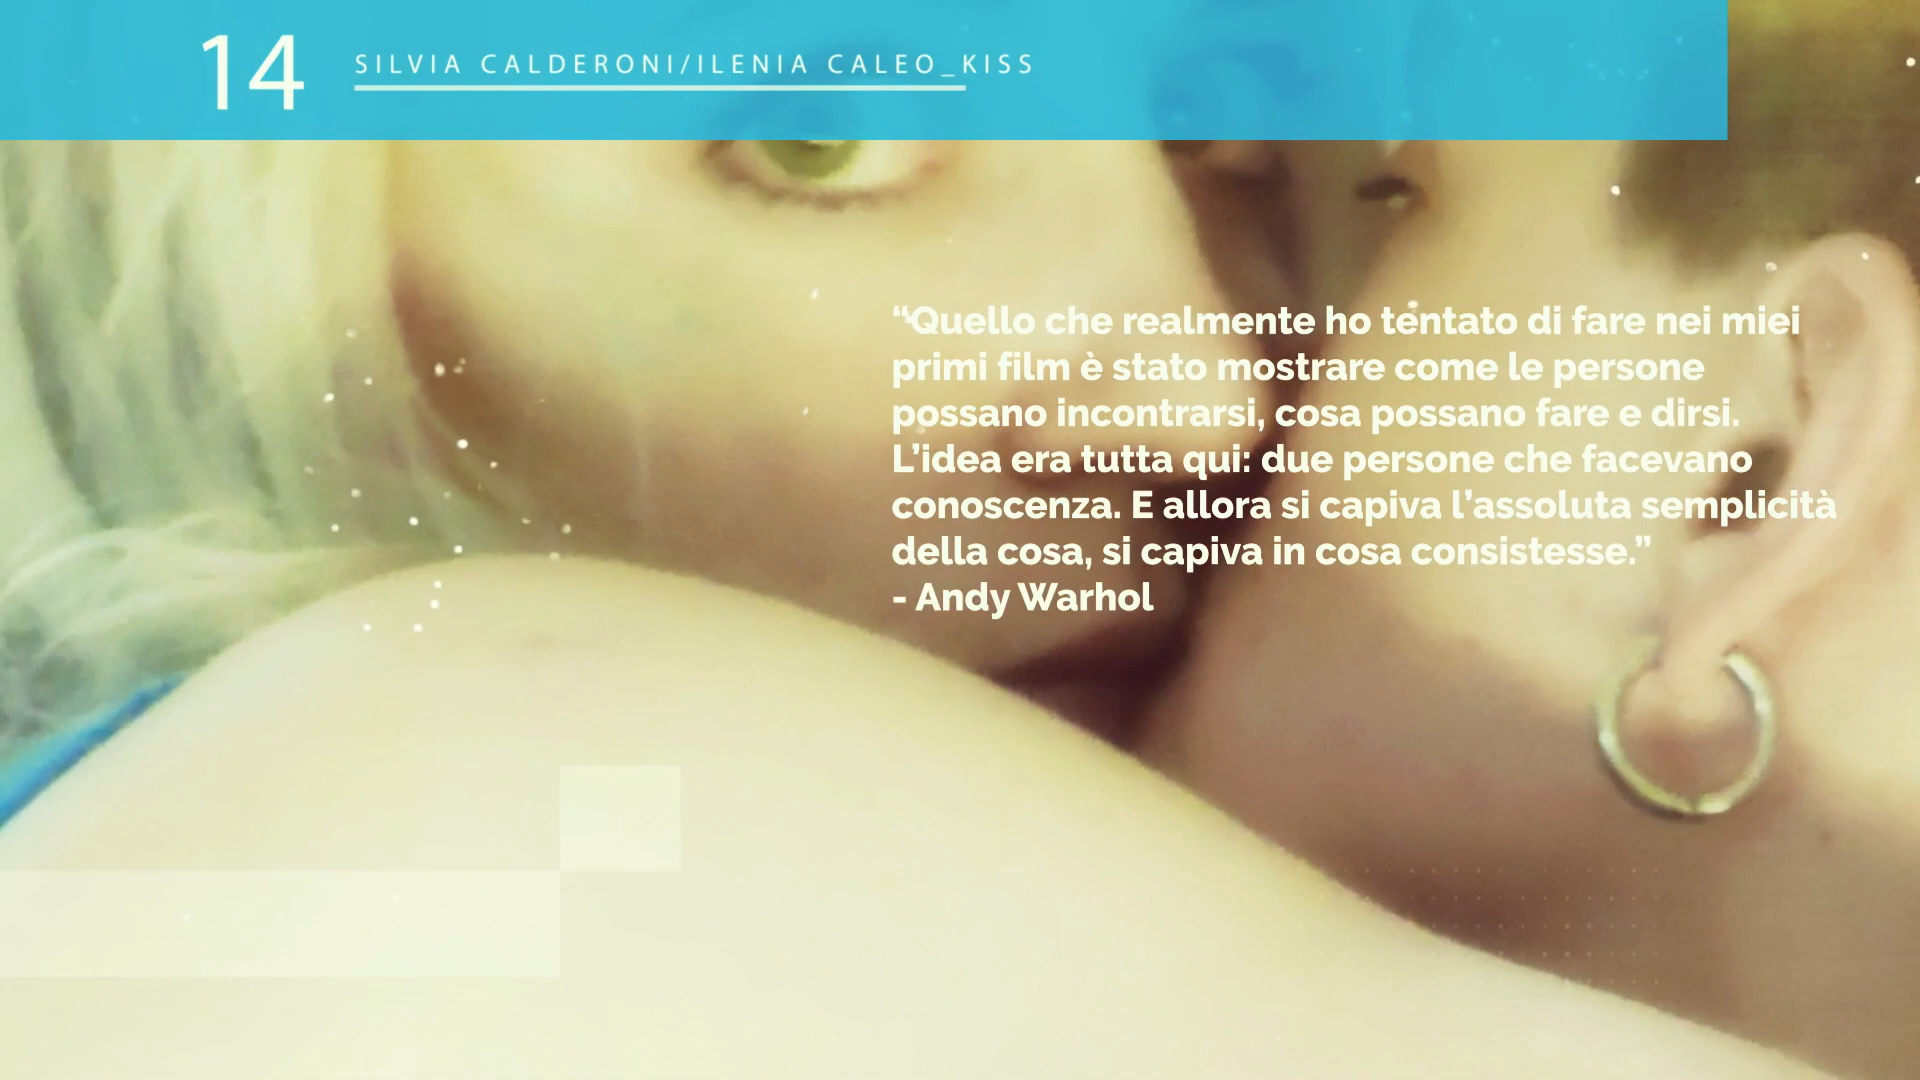 14
SILVIA CALDERONI/ILENIA CALEO_KISS
“Quello che realmente ho tentato di fare nei miei
primi film è stato mostrare come le persone
possano incontrarsi, cosa possano fare e dirsi.
L’idea era tutta qui: due persone che facevano
conoscenza. E allora si capiva l’assoluta semplicità
della cosa, si capiva in cosa consistesse.”
- Andy Warhol